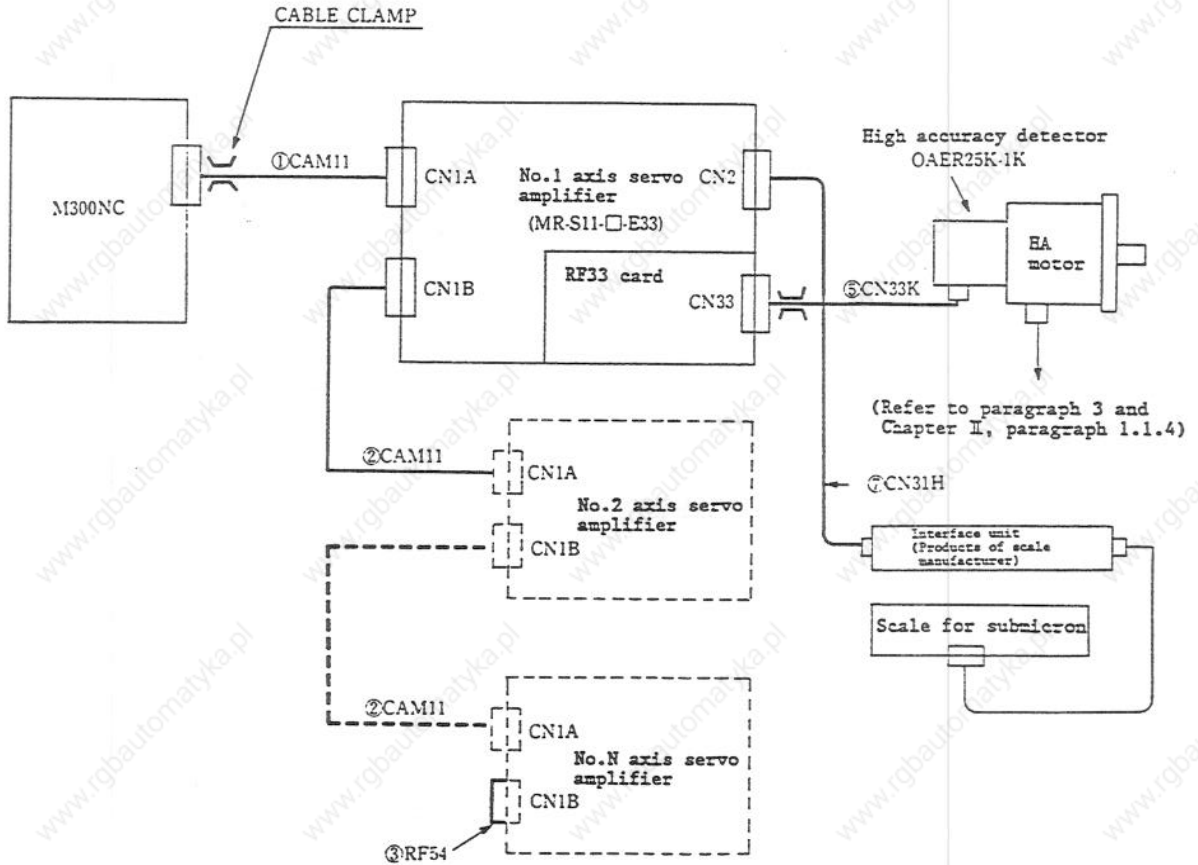 CABLE CLAMP
M300NC
①CAM11
CN1A
No.1 axis servo
amplifier
(MR-S11-□-E33)
CN2
CN1B
RF33 card
CN33
High accuracy detector
OAER25K-1K
HA
motor
⑤CN33K
(Refer to paragraph 3 and
Chapter II, paragraph 1.1.4)
②CAM11
CN1A
No.2 axis servo
amplifier
CN1B
⑦CN31H
Interface unit
(Products of scale
manufacturer)
Scale for submicron
②CAM11
CN1A
No.N axis servo
amplifier
CN1B
③RF54
www.rgbautomatyka.pl